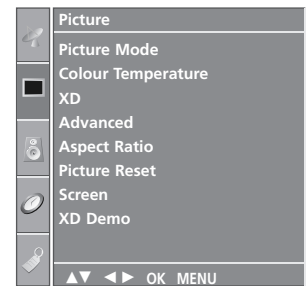 Picture
Picture Mode
Colour Temperature
XD
Advanced
Aspect Ratio
Picture Reset
Screen
XD Demo
▲▼ ◄► OK MENU